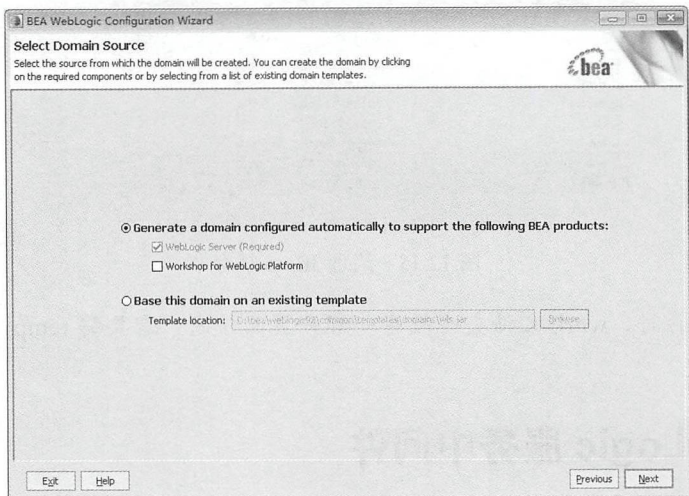 BEA WebLogic Configuration Wizard
Select Domain Source
Select the source from which the domain will be created. You can create the domain by clicking
on the required components or by selecting from a list of existing domain templates.
bea
Generate a domain configured automatically to support the following BEA products:
WebLogic Server (Required)
Workshop for WebLogic Platform
Base this domain on an existing template
Template location:
Browse
Exit
Help
Previous
Next